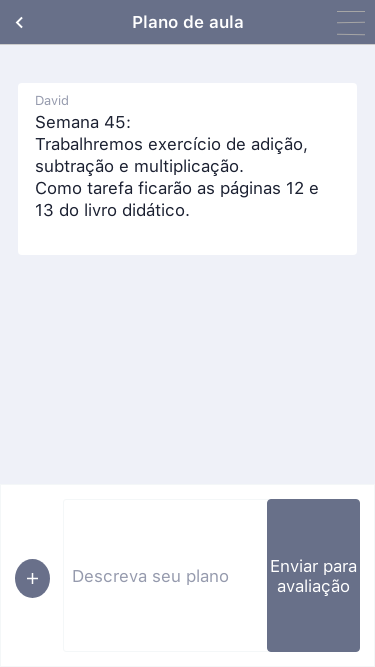 Plano de aula
David
Semana 45:
Trabalhremos exercício de adição,
subtração e multiplicação.
Como tarefa ficarão as páginas 12 e
13 do livro didático.
Descreva seu plano
Enviar para
avaliação